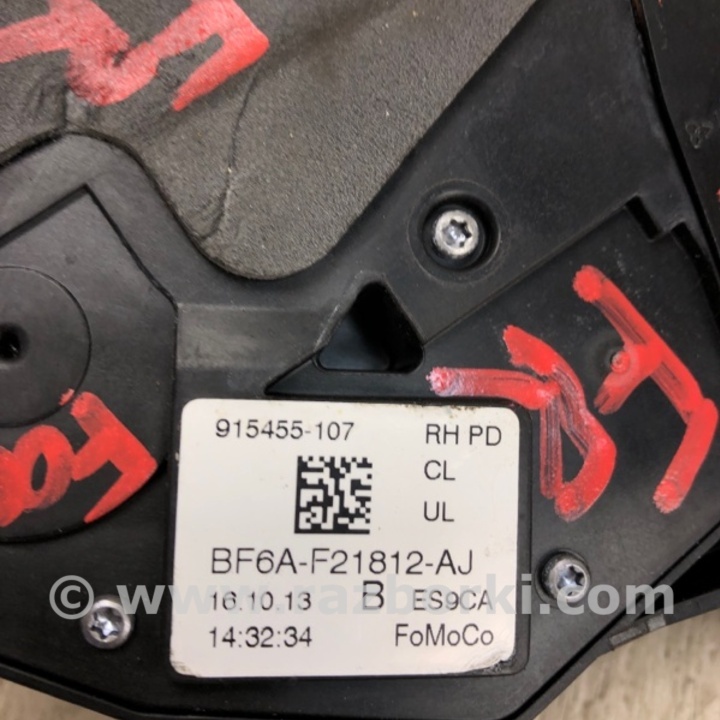 915455-107 RH PD
CL
UL
BF6A-F21812-AJ
16.10.13 B ES9CA
14:32:34 FoMoCo
© www.razborki.com
FR